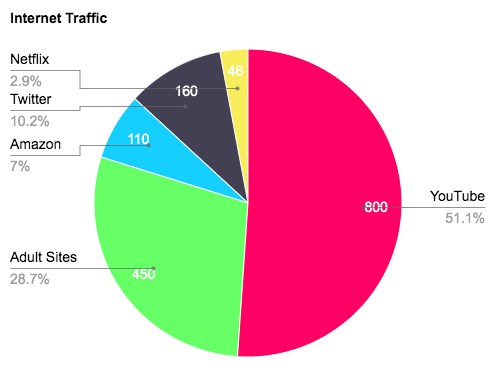 Internet Traffic
Netflix
2.9%
46
Twitter
10.2%
160
Amazon
7%
110
YouTube
51.1%
800
Adult Sites
28.7%
450